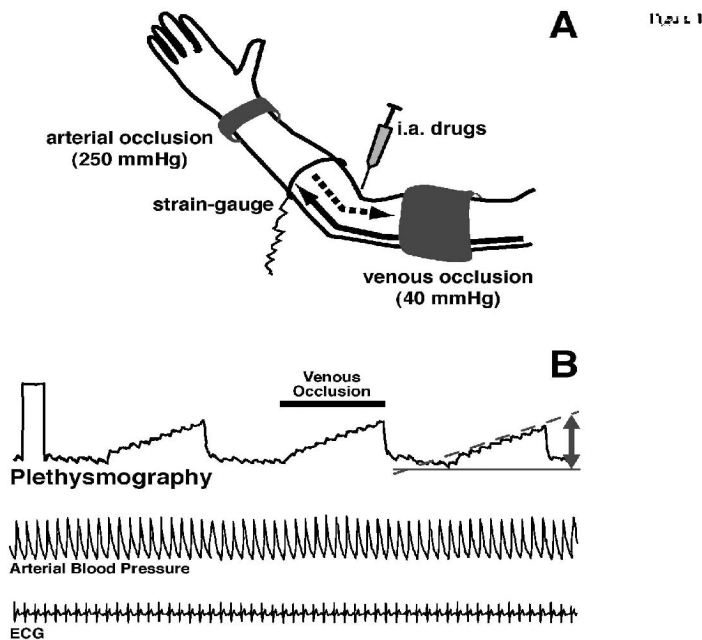 A
arterial occlusion
(250 mmHg)
i.a. drugs
strain-gauge
venous occlusion
(40 mmHg)
B
Venous
Occlusion
Plethysmography
Arterial Blood Pressure
ECG